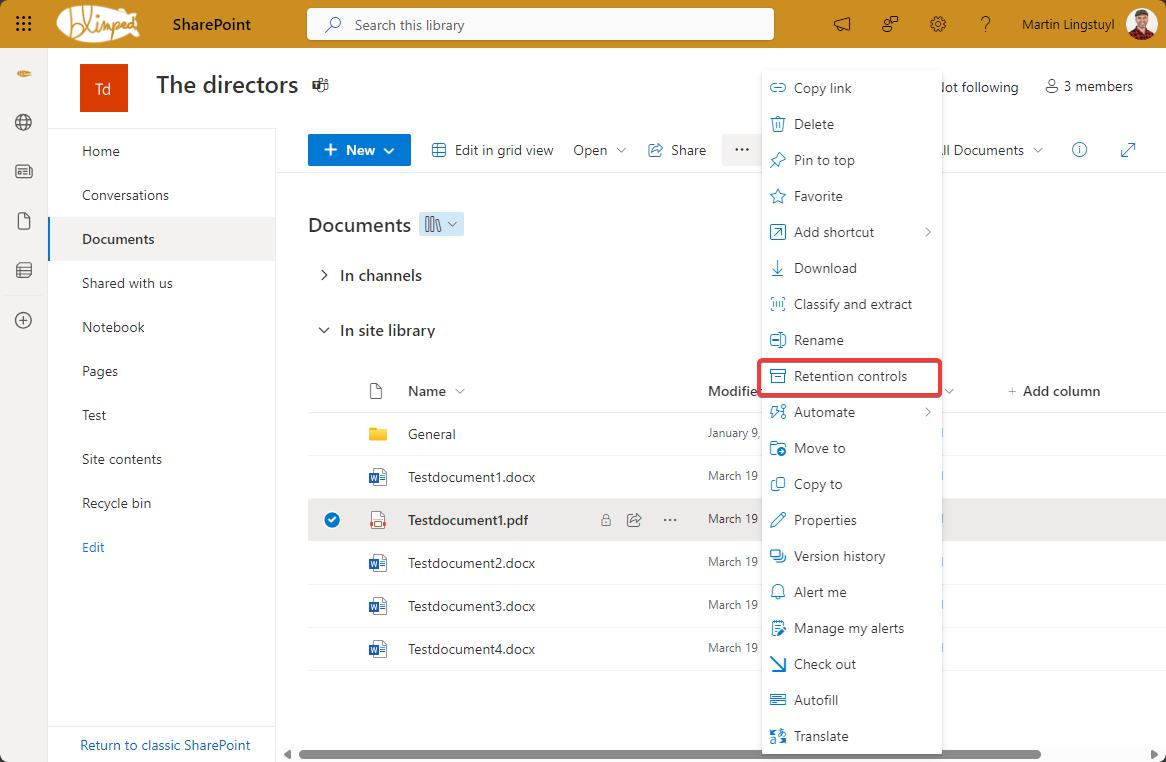 blimped
SharePoint
Search this library
Martin Lingstuyl
Td
The directors
Not following
3 members
Home
Conversations
Documents
Shared with us
Notebook
Pages
Test
Site contents
Recycle bin
Edit
Return to classic SharePoint
New
Edit in grid view
Open
Share
All Documents
Documents
In channels
In site library
Name
Modifie
Add column
General
January 9,
Testdocument1.docx
March 19
Testdocument1.pdf
March 19
Testdocument2.docx
March 19
Testdocument3.docx
March 19
Testdocument4.docx
March 19
Copy link
Delete
Pin to top
Favorite
Add shortcut
Download
Classify and extract
Rename
Retention controls
Automate
Move to
Copy to
Properties
Version history
Alert me
Manage my alerts
Check out
Autofill
Translate